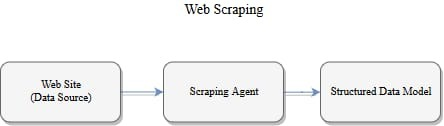 Web Scraping
Web Site
(Data Source)
Scraping Agent
Structured Data Model